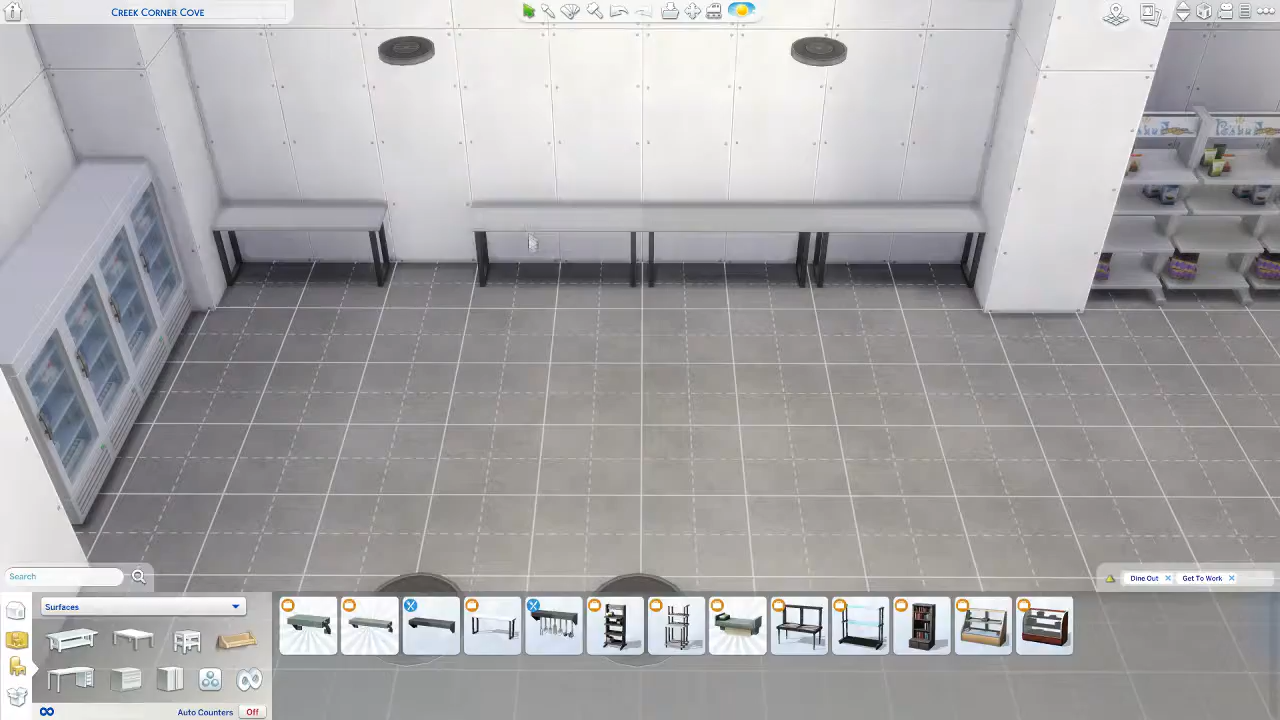 CREEK CORNER COVE
Search
Dine Out
Get To Work
Surfaces
Auto Counters
Off